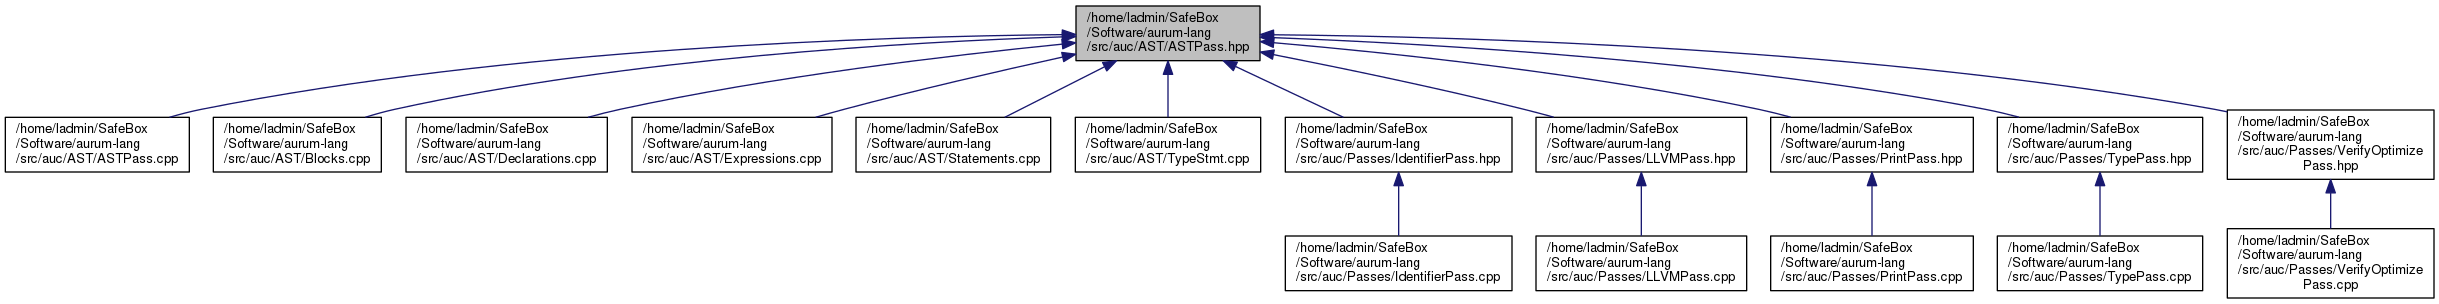 /home/ladmin/SafeBox
/Software/aurum-lang
/src/auc/AST/ASTPass.hpp
/home/ladmin/SafeBox
/Software/aurum-lang
/src/auc/AST/ASTPass.cpp
/home/ladmin/SafeBox
/Software/aurum-lang
/src/auc/AST/Blocks.cpp
/home/ladmin/SafeBox
/Software/aurum-lang
/src/auc/AST/Declarations.cpp
/home/ladmin/SafeBox
/Software/aurum-lang
/src/auc/AST/Expressions.cpp
/home/ladmin/SafeBox
/Software/aurum-lang
/src/auc/AST/Statements.cpp
/home/ladmin/SafeBox
/Software/aurum-lang
/src/auc/AST/TypeStmt.cpp
/home/ladmin/SafeBox
/Software/aurum-lang
/src/auc/Passes/IdentifierPass.hpp
/home/ladmin/SafeBox
/Software/aurum-lang
/src/auc/Passes/LLVMPass.hpp
/home/ladmin/SafeBox
/Software/aurum-lang
/src/auc/Passes/PrintPass.hpp
/home/ladmin/SafeBox
/Software/aurum-lang
/src/auc/Passes/TypePass.hpp
/home/ladmin/SafeBox
/Software/aurum-lang
/src/auc/Passes/VerifyOptimize
Pass.hpp
/home/ladmin/SafeBox
/Software/aurum-lang
/src/auc/Passes/IdentifierPass.cpp
/home/ladmin/SafeBox
/Software/aurum-lang
/src/auc/Passes/LLVMPass.cpp
/home/ladmin/SafeBox
/Software/aurum-lang
/src/auc/Passes/PrintPass.cpp
/home/ladmin/SafeBox
/Software/aurum-lang
/src/auc/Passes/TypePass.cpp
/home/ladmin/SafeBox
/Software/aurum-lang
/src/auc/Passes/VerifyOptimize
Pass.cpp